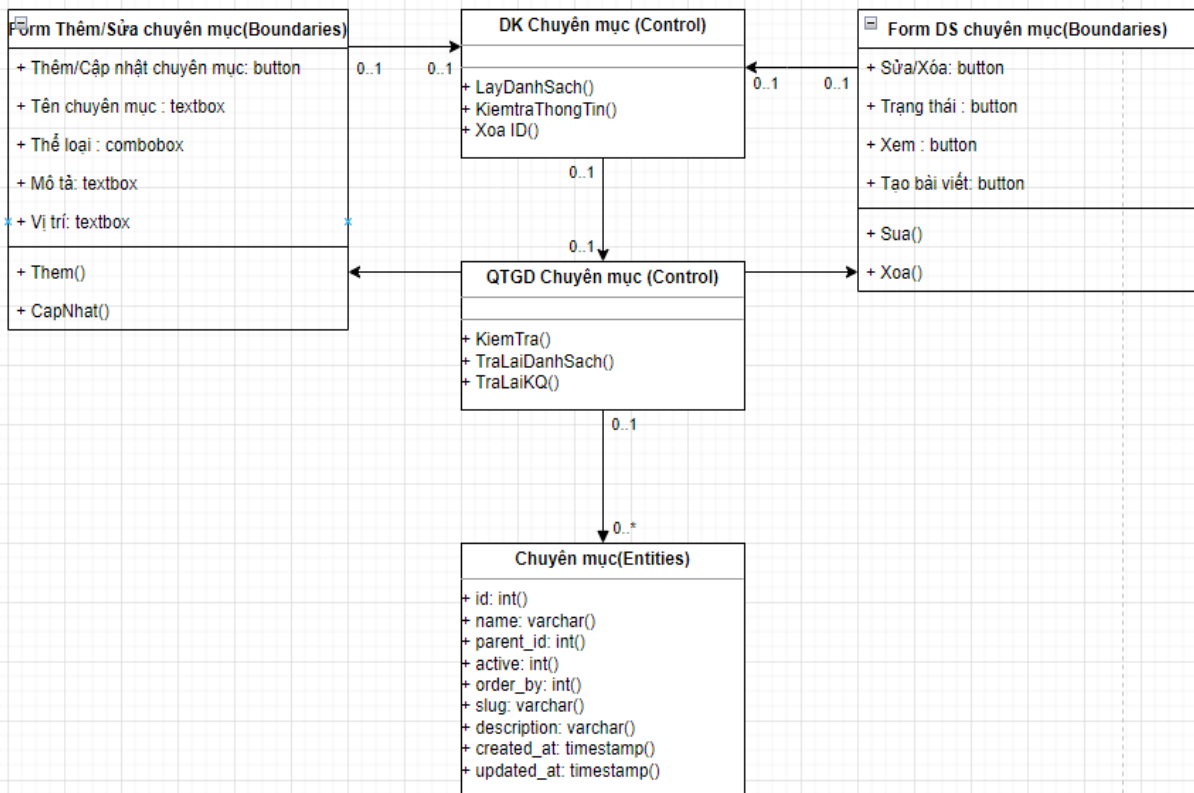 Form Thêm/Sửa chuyên mục(Boundaries)
+ Thêm/Cập nhật chuyên mục: button
+ Tên chuyên mục : textbox
+ Thể loại : combobox
+ Mô tả: textbox
+ Vị trí: textbox
+ Them()
+ CapNhat()
0..1
0..1
DK Chuyên mục (Control)
+ LayDanhSach()
+ KiemtraThongTin()
+ Xoa ID()
0..1
0..1
Form DS chuyên mục(Boundaries)
+ Sửa/Xóa: button
+ Trạng thái : button
+ Xem : button
+ Tạo bài viết: button
+ Sua()
+ Xoa()
0..1
0..1
QTGD Chuyên mục (Control)
+ KiemTra()
+ TraLaiDanhSach()
+ TraLaiKQ()
0..1
0..*
Chuyên mục(Entities)
+ id: int()
+ name: varchar()
+ parent_id: int()
+ active: int()
+ order_by: int()
+ slug: varchar()
+ description: varchar()
+ created_at: timestamp()
+ updated_at: timestamp()